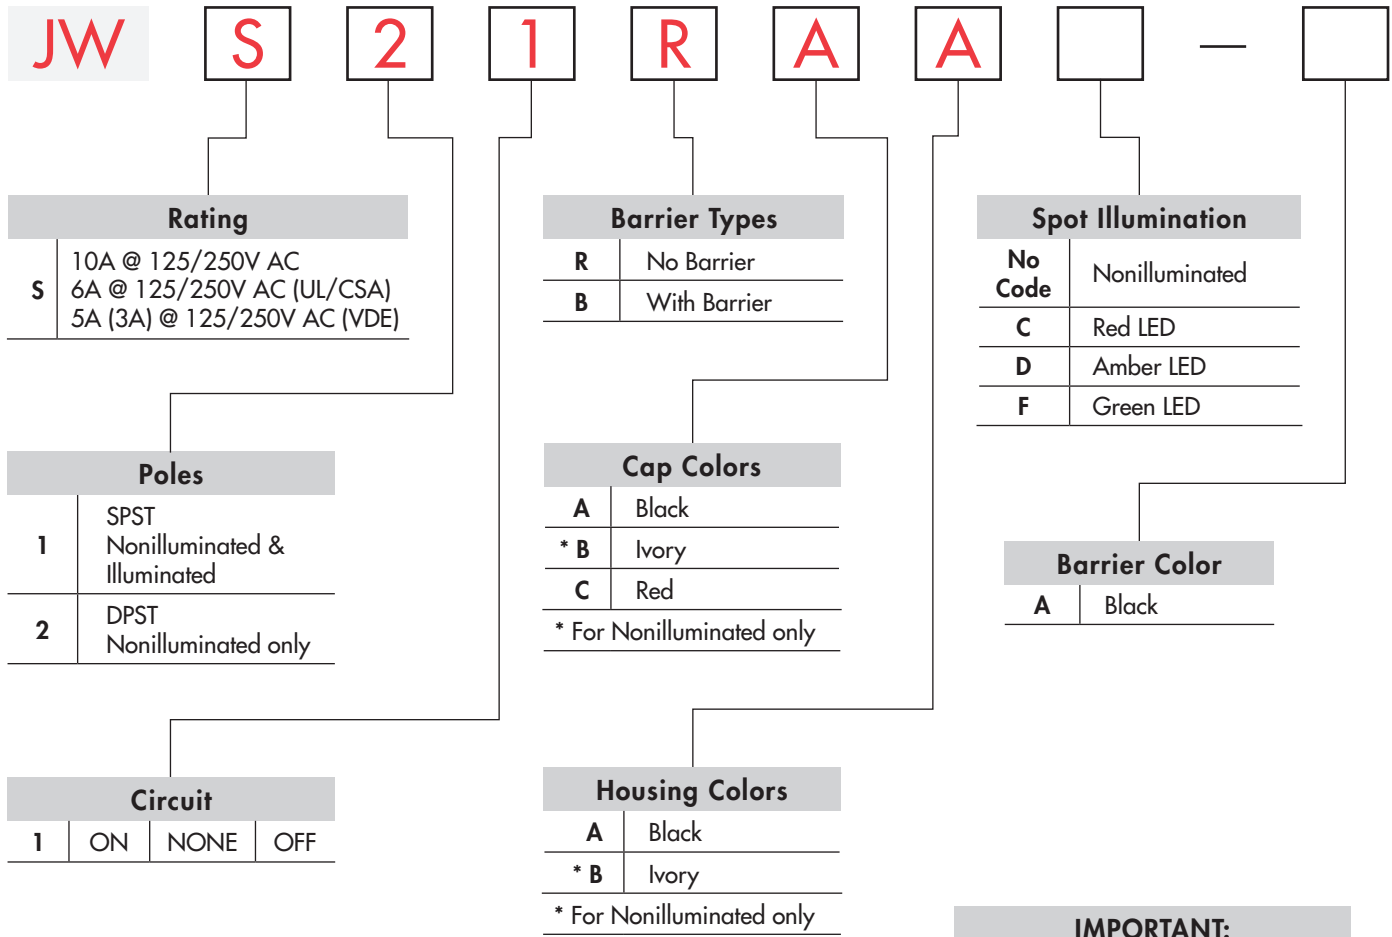 JW S 2 1 R A A —
Rating
S 10A @ 125/250V AC
6A @ 125/250V AC (UL/CSA)
5A (3A) @ 125/250V AC (VDE)
Poles
1 SPST
Nonilluminated &
Illuminated
2 DPST
Nonilluminated only
Circuit
1 ON NONE OFF
Barrier Types
R No Barrier
B With Barrier
Cap Colors
A Black
* B Ivory
C Red
* For Nonilluminated only
Housing Colors
A Black
* B Ivory
* For Nonilluminated only
Spot Illumination
No
Code Nonilluminated
C Red LED
D Amber LED
F Green LED
Barrier Color
A Black
IMPORTANT: